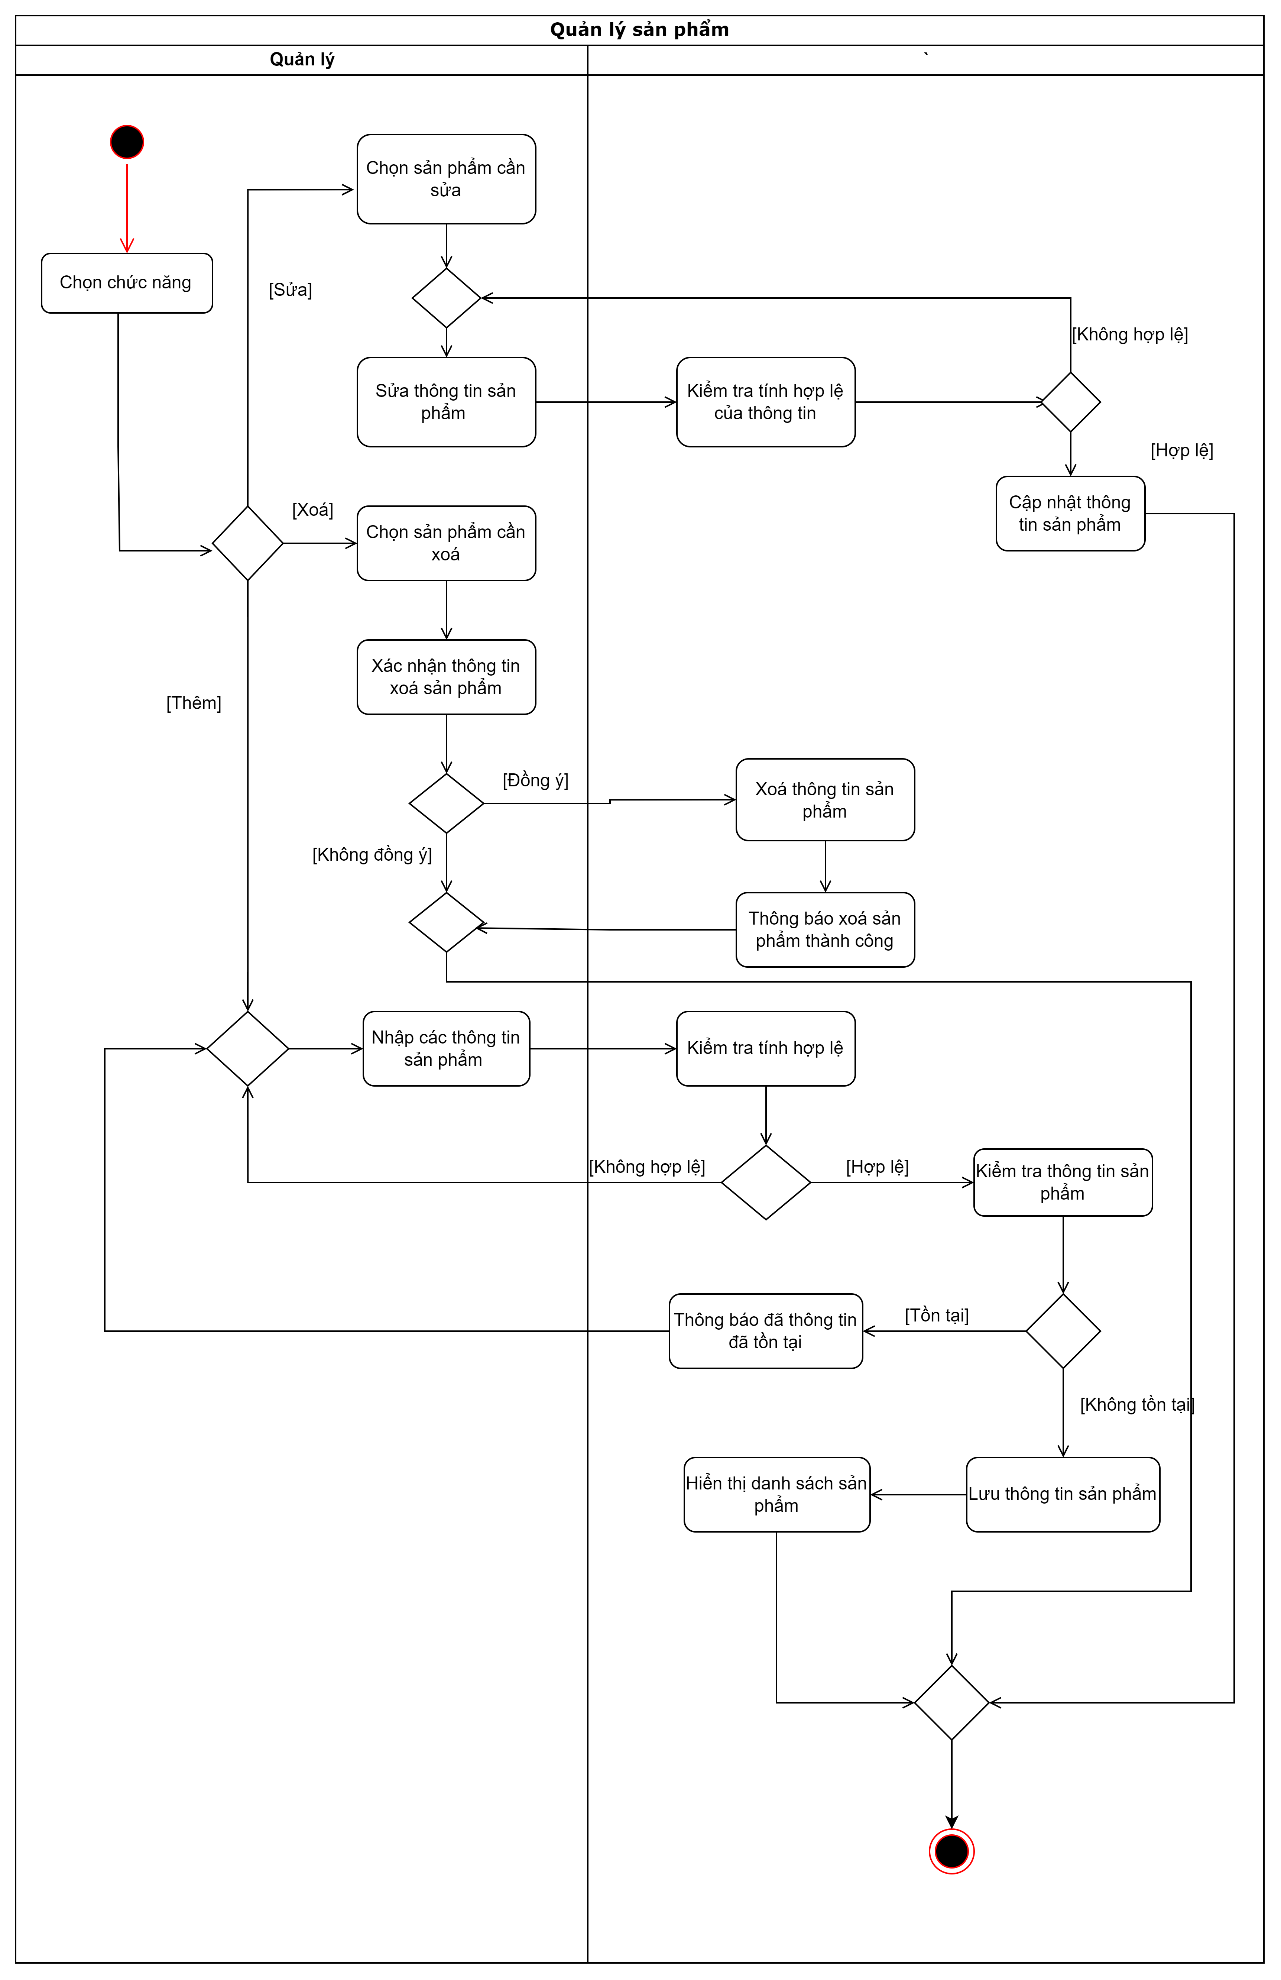 Quản lý sản phẩm
Quản lý
`
Chọn sản phẩm cần
sửa
Chọn chức năng
[Sửa]
[Không hợp lệ]
Sửa thông tin sản
phẩm
Kiểm tra tính hợp lệ
của thông tin
[Hợp lệ]
Cập nhật thông
tin sản phẩm
[Xoá]
Chọn sản phẩm cần
xoá
Xác nhận thông tin
xoá sản phẩm
[Thêm]
[Đồng ý]
Xoá thông tin sản
phẩm
[Không đồng ý]
Thông báo xoá sản
phẩm thành công
Nhập các thông tin
sản phẩm
Kiểm tra tính hợp lệ
[Không hợp lệ]
[Hợp lệ]
Kiểm tra thông tin sản
phẩm
Thông báo đã thông tin
đã tồn tại
[Tồn tại]
[Không tồn tại]
Hiển thị danh sách sản
phẩm
Lưu thông tin sản phẩm